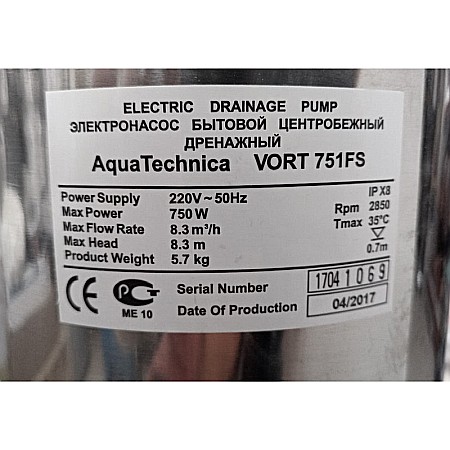 ELECTRIC DRAINAGE PUMP
ЭЛЕКТРОНАСОС БЫТОВОЙ ЦЕНТРОБЕЖНЫЙ
ДРЕНАЖНЫЙ
AquaTechnica VORT 751FS
Power Supply 220V ~ 50Hz IP X8
Max Power 750 W Rpm 2850
Max Flow Rate 8.3 m³/h Tmax 35°C
Max Head 8.3 m
Product Weight 5.7 kg 0.7m
CE PCT ME 10
Serial Number 17041069
Date Of Production 04/2017